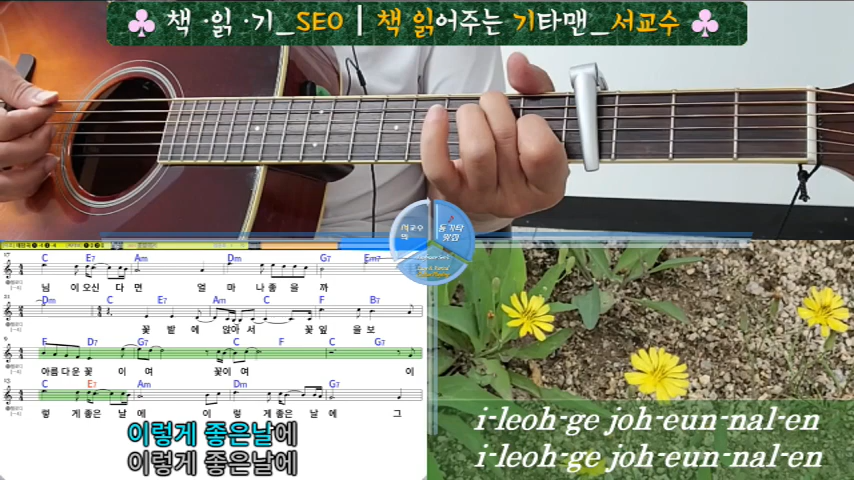 ♣ 책 ·읽 ·기_SEO | 책 읽어주는 기타맨_서교수 ♣
C E7 Am Dm G7 Em7
님 이 오신 다 면 얼 마 나 좋 을 까
Dm C E7 Am C F B7
꽃 밭 에 앉아 서 꽃 잎 을 보
F D7 G7 C F C G7
아름다운 꽃 이 여 꽃이 여 이
C E7 Am Dm G7
렇 게 좋은 날 에 이 렇 게 좋은 날 에 그
이렇게 좋은날에
이렇게 좋은날에
i-leoh-ge joh-eun-nal-en
i-leoh-ge joh-eun-nal-en